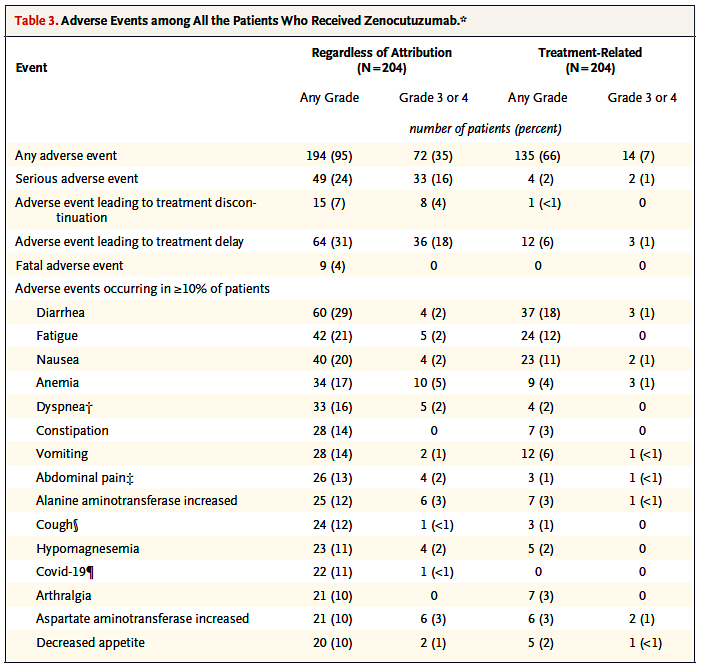 Table 3. Adverse Events among All the Patients Who Received Zenocutuzumab.*
Event Regardless of Attribution (N=204) Treatment-Related (N=204)
Any Grade Grade 3 or 4 Any Grade Grade 3 or 4
number of patients (percent)
Any adverse event 194 (95) 72 (35) 135 (66) 14 (7)
Serious adverse event 49 (24) 33 (16) 4 (2) 2 (1)
Adverse event leading to treatment discon-
tinuation 15 (7) 8 (4) 1 (<1) 0
Adverse event leading to treatment delay 64 (31) 36 (18) 12 (6) 3 (1)
Fatal adverse event 9 (4) 0 0 0
Adverse events occurring in ≥10% of patients
Diarrhea 60 (29) 4 (2) 37 (18) 3 (1)
Fatigue 42 (21) 5 (2) 24 (12) 0
Nausea 40 (20) 4 (2) 23 (11) 2 (1)
Anemia 34 (17) 10 (5) 9 (4) 3 (1)
Dyspnea† 33 (16) 5 (2) 4 (2) 0
Constipation 28 (14) 0 7 (3) 0
Vomiting 28 (14) 2 (1) 12 (6) 1 (<1)
Abdominal pain‡ 26 (13) 4 (2) 3 (1) 1 (<1)
Alanine aminotransferase increased 25 (12) 6 (3) 7 (3) 1 (<1)
Cough§ 24 (12) 1 (<1) 3 (1) 0
Hypomagnesemia 23 (11) 4 (2) 5 (2) 0
Covid-19¶ 22 (11) 1 (<1) 0 0
Arthralgia 21 (10) 0 7 (3) 0
Aspartate aminotransferase increased 21 (10) 6 (3) 6 (3) 2 (1)
Decreased appetite 20 (10) 2 (1) 5 (2) 1 (<1)